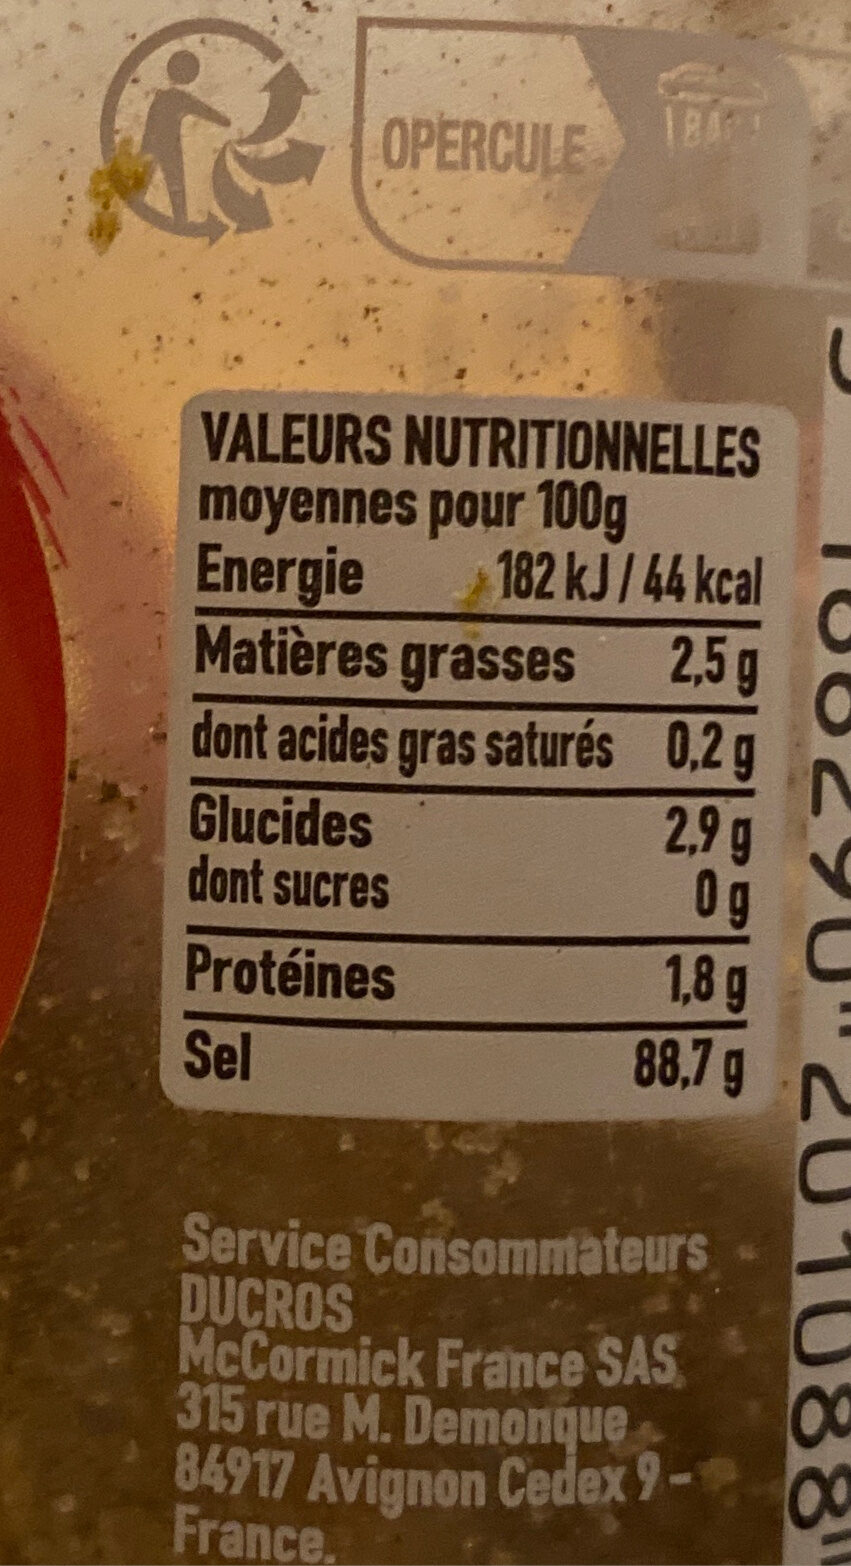 OPERCULE
BAC
VALEURS NUTRITIONNELLES
moyennes pour 100g
Energie 182 kJ / 44 kcal
Matières grasses 2,5 g
dont acides gras saturés 0,2 g
Glucides 2,9 g
dont sucres 0 g
Protéines 1,8 g
Sel 88,7 g
Service Consommateurs
DUCROS
McCormick France SAS
315 rue M. Demonque
84917 Avignon Cedex 9 -
France.